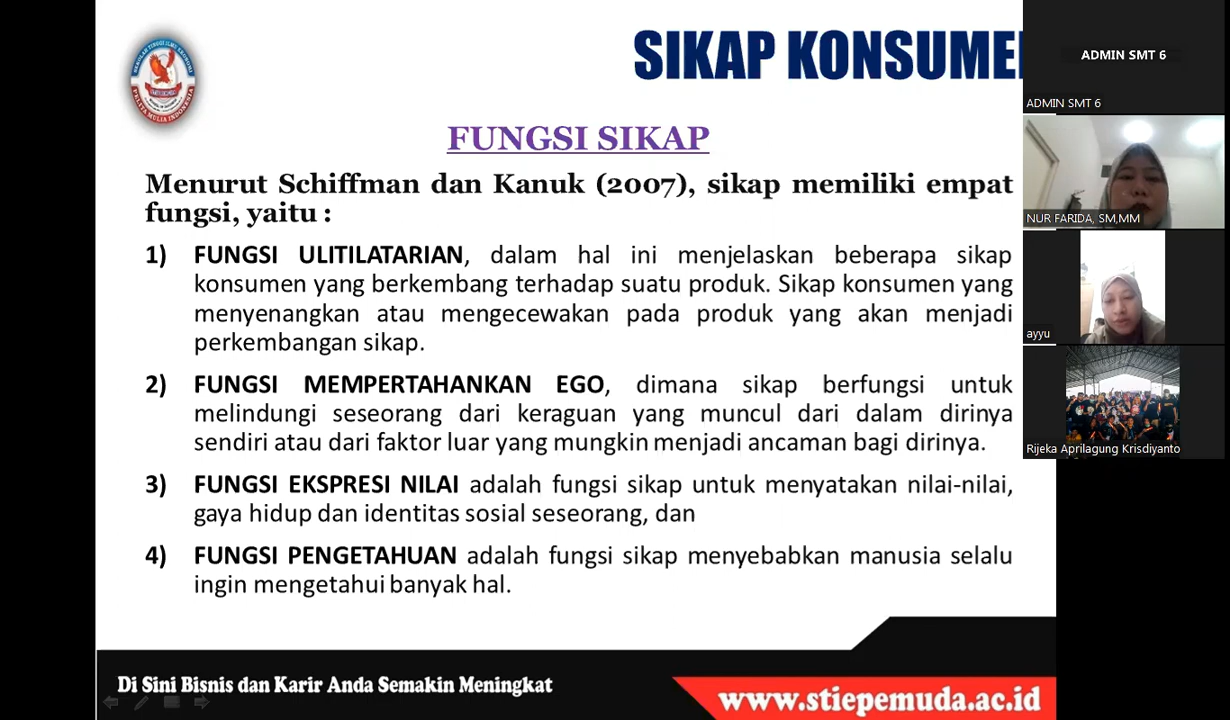 SIKAP KONSUME
FUNGSI SIKAP
Menurut Schiffman dan Kanuk (2007), sikap memiliki empat
fungsi, yaitu :
1) FUNGSI ULITILATARIAN, dalam hal ini menjelaskan beberapa sikap
konsumen yang berkembang terhadap suatu produk. Sikap konsumen yang
menyenangkan atau mengecewakan pada produk yang akan menjadi
perkembangan sikap.
2) FUNGSI MEMPERTAHANKAN EGO, dimana sikap berfungsi untuk
melindungi seseorang dari keraguan yang muncul dari dalam dirinya
sendiri atau dari faktor luar yang mungkin menjadi ancaman bagi dirinya.
3) FUNGSI EKSPRESI NILAI adalah fungsi sikap untuk menyatakan nilai-nilai,
gaya hidup dan identitas sosial seseorang, dan
4) FUNGSI PENGETAHUAN adalah fungsi sikap menyebabkan manusia selalu
ingin mengetahui banyak hal.
Di Sini Bisnis dan Karir Anda Semakin Meningkat
www.stiepemuda.ac.id
ADMIN SMT 6
ADMIN SMT 6
NUR FARIDA, SM,MM
ayyu
Rijeka Aprilagung Krisdiyanto